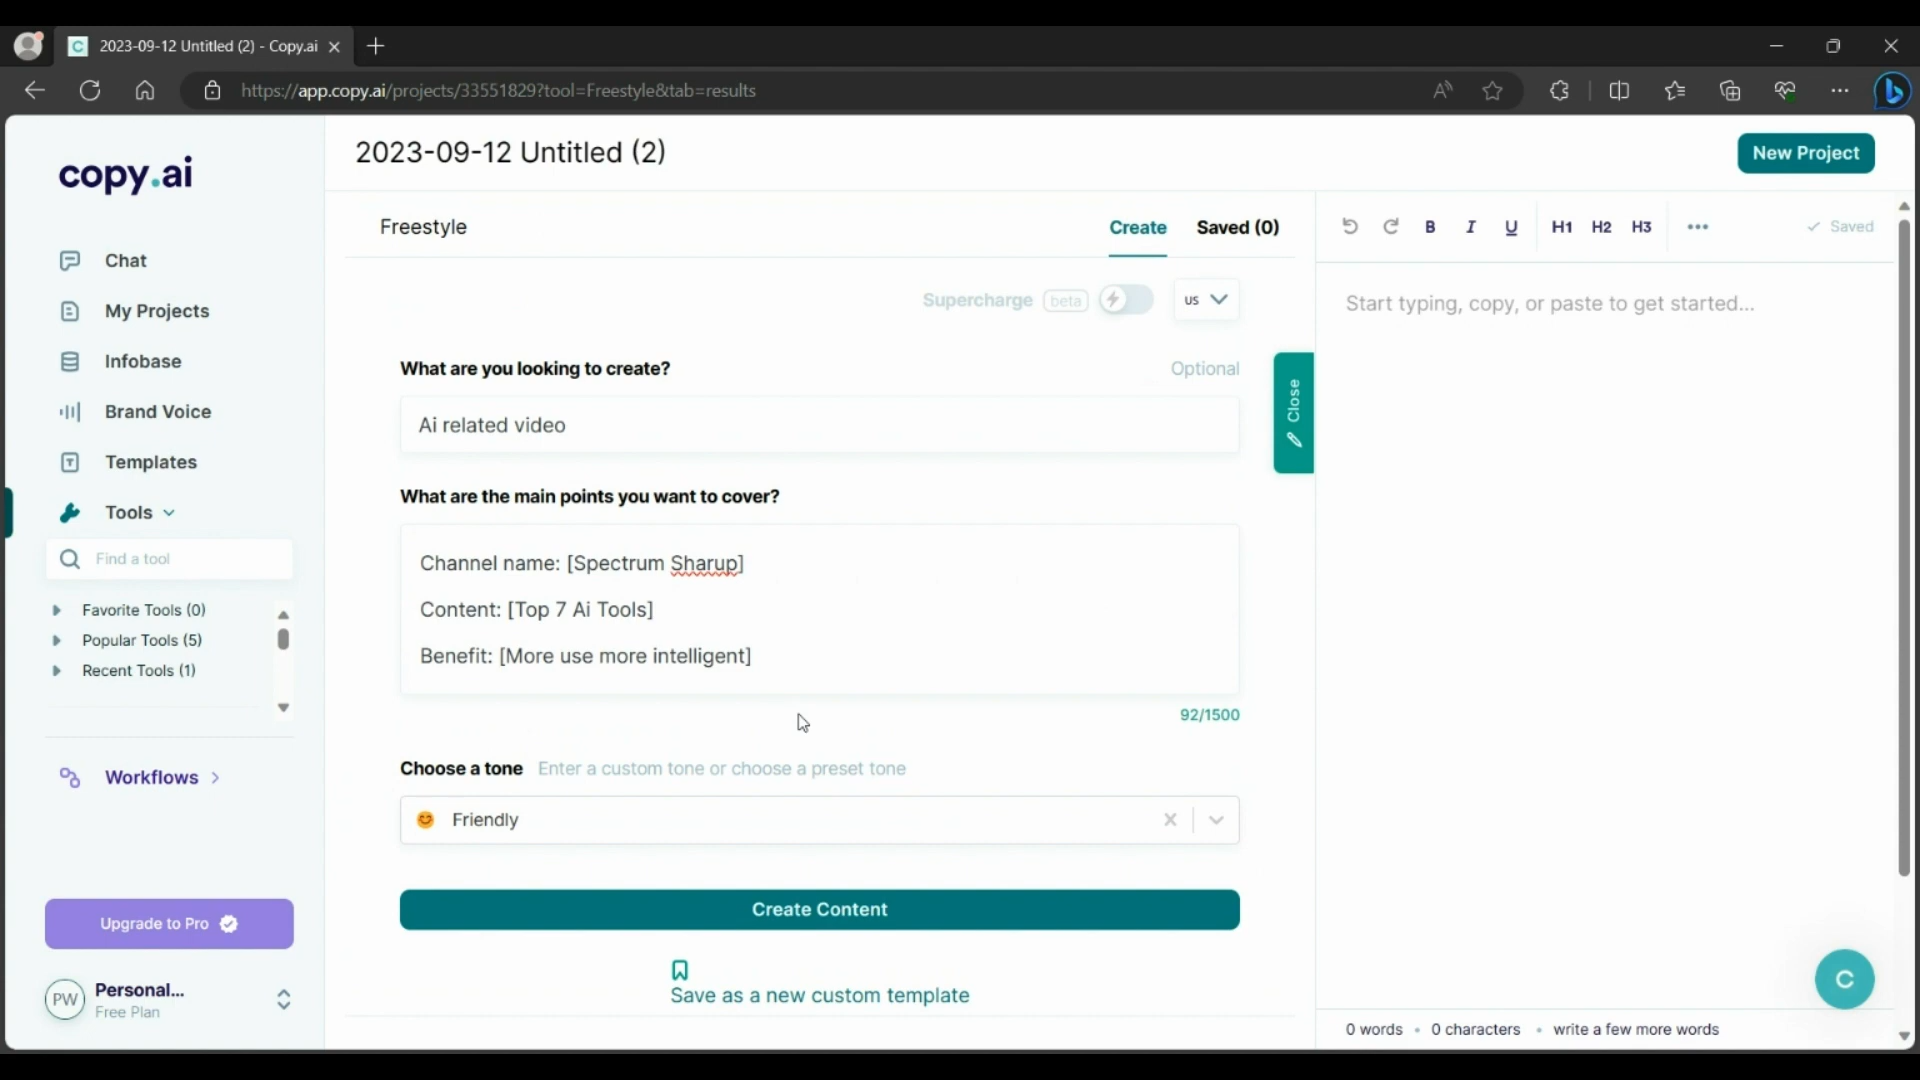 2023-09-12 Untitled (2) - Copy.ai
https://app.copy.ai/projects/33551829?tool=Freestyle&tab=results
copy.ai
2023-09-12 Untitled (2)
New Project
Chat
My Projects
Infobase
Brand Voice
Templates
Tools
Find a tool
Favorite Tools (0)
Popular Tools (5)
Recent Tools (1)
Workflows
Upgrade to Pro
PW
Personal...
Free Plan
Freestyle
Create
Saved (0)
Supercharge beta
US
What are you looking to create?
Optional
Ai related video
What are the main points you want to cover?
Channel name: [Spectrum Sharup]
Content: [Top 7 Ai Tools]
Benefit: [More use more intelligent]
92/1500
Choose a tone Enter a custom tone or choose a preset tone
Friendly
Create Content
Save as a new custom template
Close
B I U H1 H2 H3
Saved
Start typing, copy, or paste to get started...
C
0 words • 0 characters • write a few more words